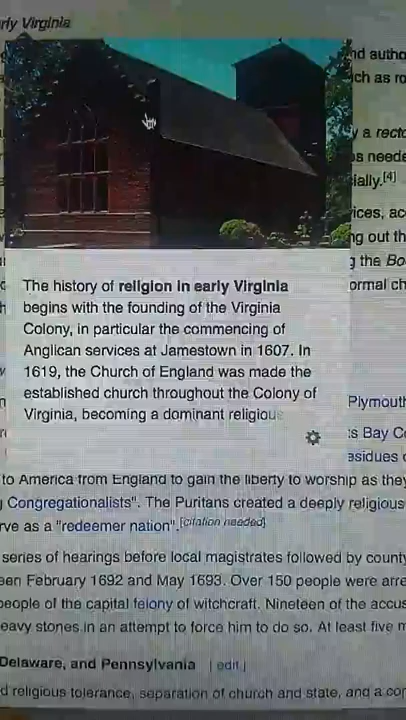 rly Virginia
nd autho
ch as ro
y a recto
s neede
ially.[4]
ices, ac
ng out th
g the Bo
ormal ch
The history of religion in early Virginia
begins with the founding of the Virginia
Colony, in particular the commencing of
Anglican services at Jamestown in 1607. In
1619, the Church of England was made the
established church throughout the Colony of
Virginia, becoming a dominant religious
Plymouth
s Bay Co
esidues o
to America from England to gain the liberty to worship as they
Congregationalists". The Puritans created a deeply religious
rve as a "redeemer nation".[citation needed]
series of hearings before local magistrates followed by county
een February 1692 and May 1693. Over 150 people were arre
people of the capital felony of witchcraft. Nineteen of the accus
eavy stones in an attempt to force him to do so. At least five m
Delaware, and Pennsylvania [ edit ]
d religious tolerance, separation of church and state, and a con